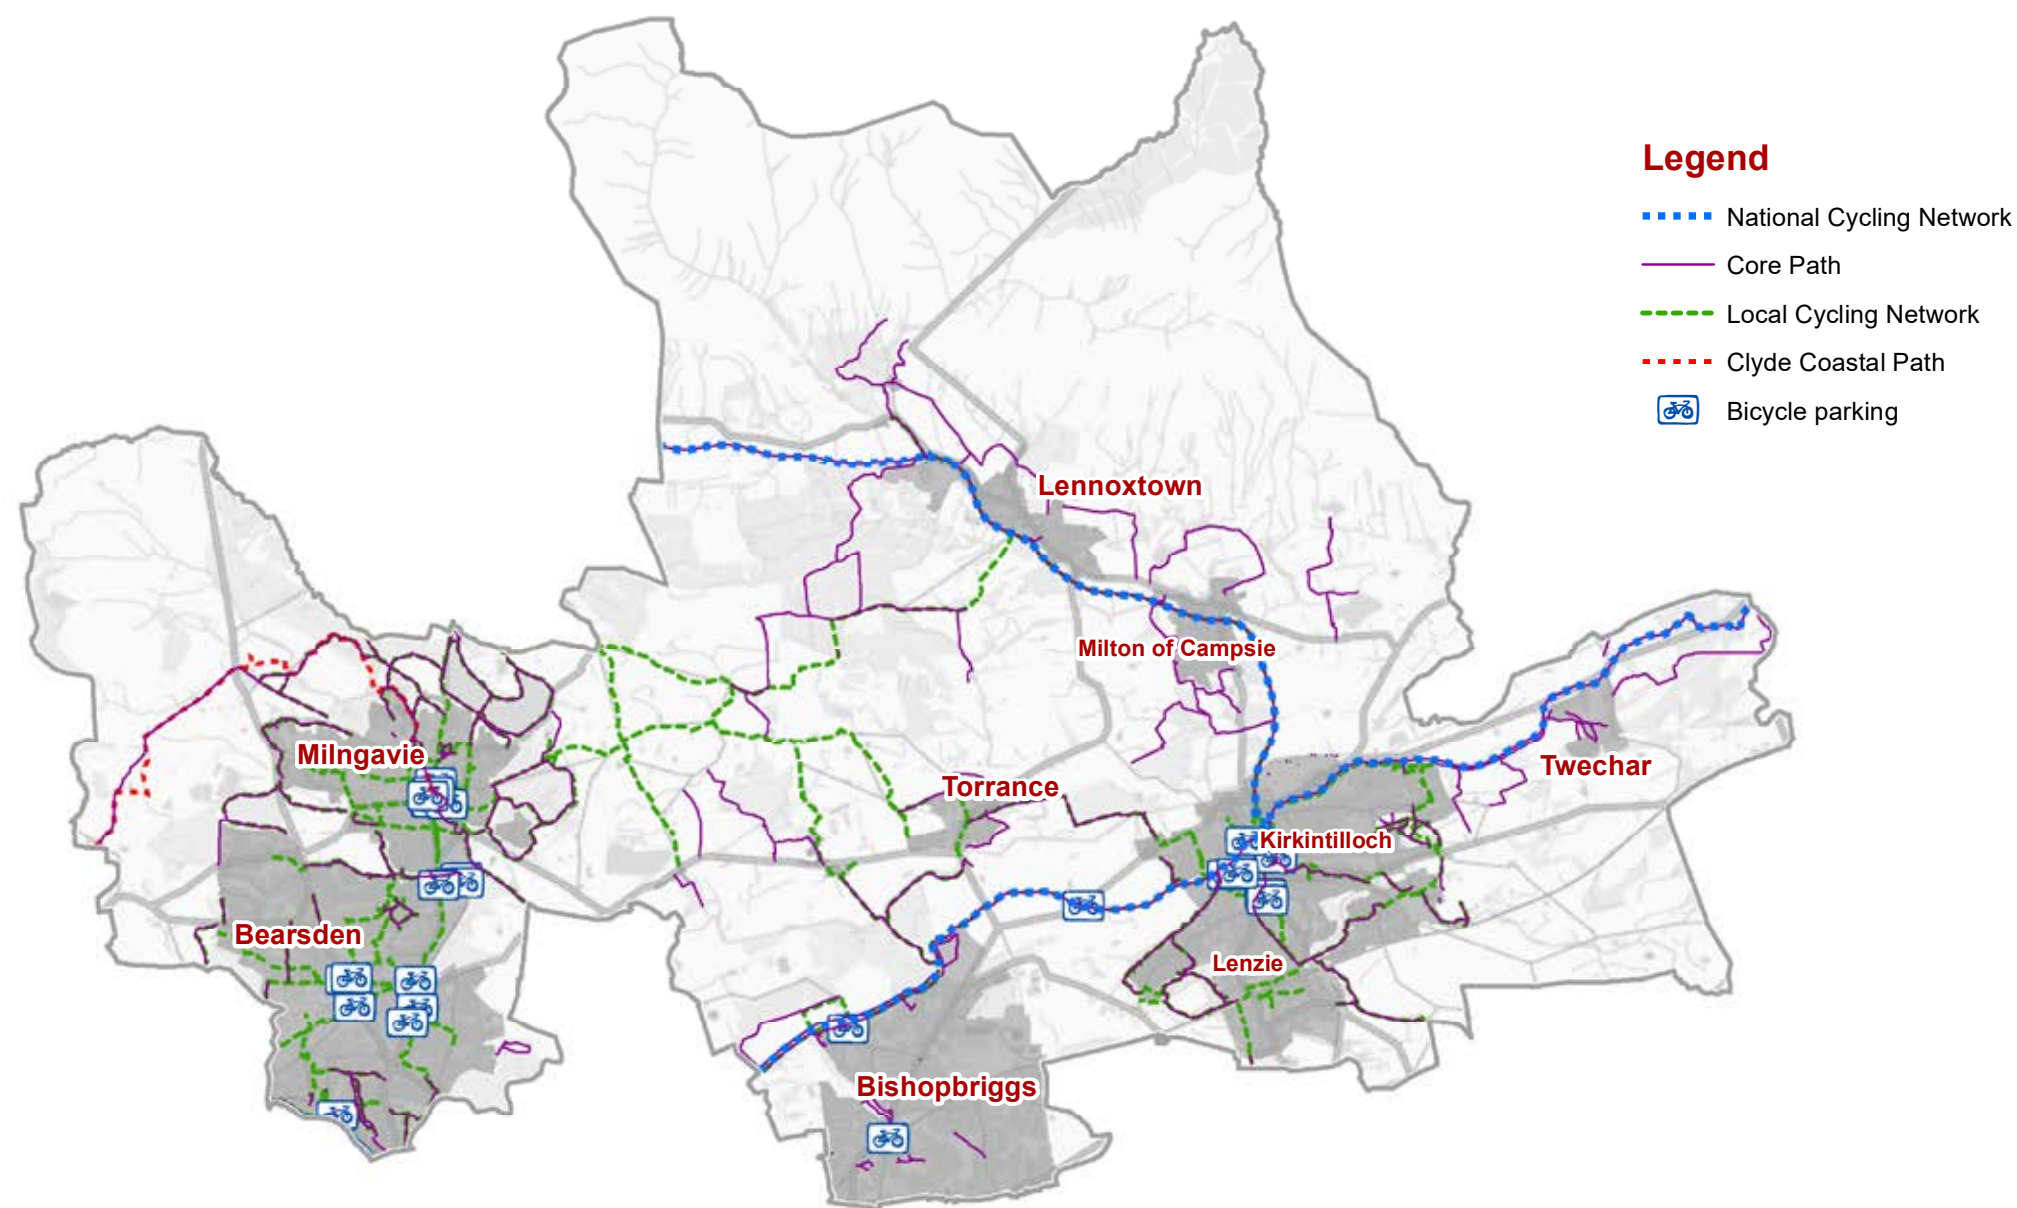 Legend
National Cycling Network
Core Path
Local Cycling Network
Clyde Coastal Path
Bicycle parking
Lennoxtown
Milton of Campsie
Milngavie
Twechar
Torrance
Kirkintilloch
Bearsden
Lenzie
Bishopbriggs